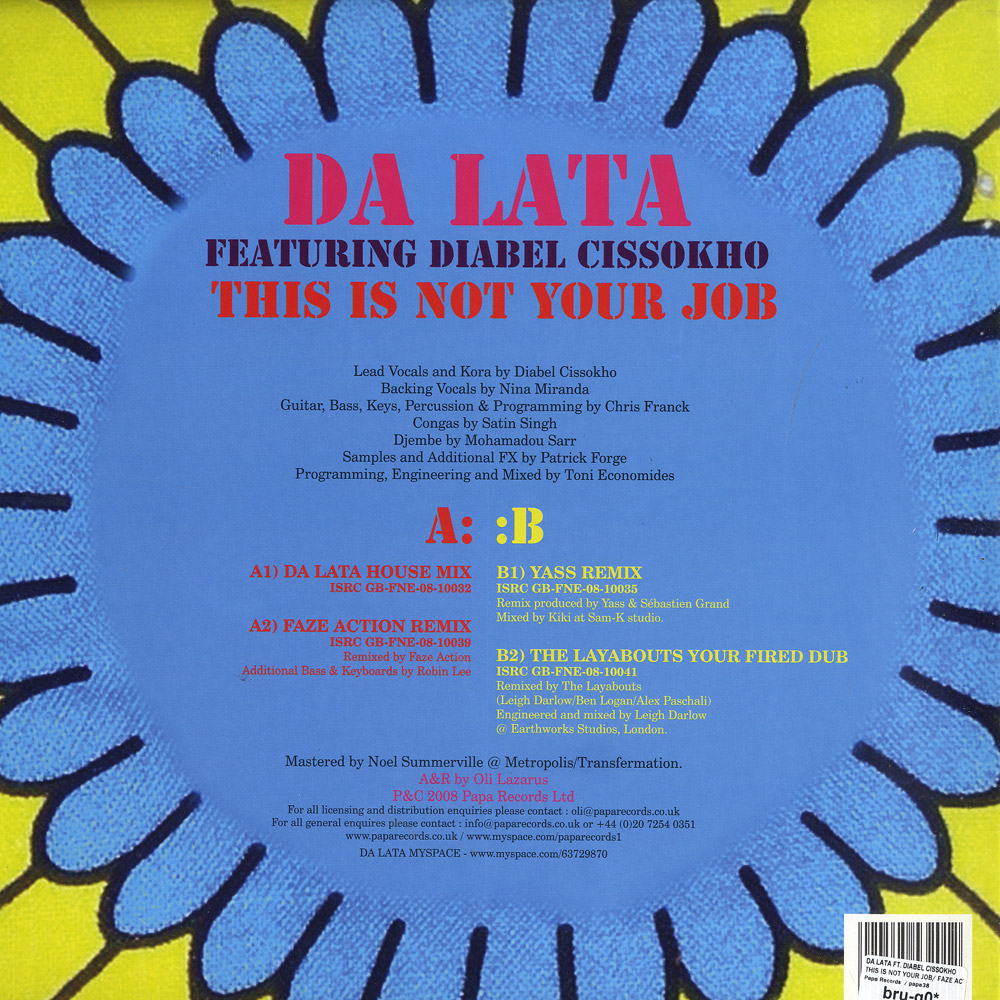 DA LATA
FEATURING DIABEL CISSOKHO
THIS IS NOT YOUR JOB
Lead Vocals and Kora by Diabel Cissokho
Backing Vocals by Nina Miranda
Guitar, Bass, Keys, Percussion & Programming by Chris Franck
Congas by Satin Singh
Djembe by Mohamadou Sarr
Samples and Additional FX by Patrick Forge
Programming, Engineering and Mixed by Toni Economides
A: :B
A1) DA LATA HOUSE MIX
ISRC GB-FNE-08-10032
A2) FAZE ACTION REMIX
ISRC GB-FNE-08-10039
Remixed by Faze Action
Additional Bass & Keyboards by Robin Lee
B1) YASS REMIX
ISRC GB-FNE-08-10035
Remix produced by Yass & Sébastien Grand
Mixed by Kiki at Sam-K studio.
B2) THE LAYABOUTS YOUR FIRED DUB
ISRC GB-FNE-08-10041
Remixed by The Layabouts
(Leigh Darlow/Ben Logan/Alex Paschali)
Engineered and mixed by Leigh Darlow
@ Earthworks Studios, London.
Mastered by Noel Summerville @ Metropolis/Transfermation.
A&R by Oli Lazarus
P&C 2008 Papa Records Ltd
For all licensing and distribution enquiries please contact : oli@paparecords.co.uk
For all general enquires please contact : info@paparecords.co.uk or +44 (0)20 7254 0351
www.paparecords.co.uk / www.myspace.com/paparecords1
DA LATA MYSPACE - www.myspace.com/63729870
DA LATA FT. DIABEL CISSOKHO
THIS IS NOT YOUR JOB/ FAZE AC
Papa Records / papa38
bru-g0*